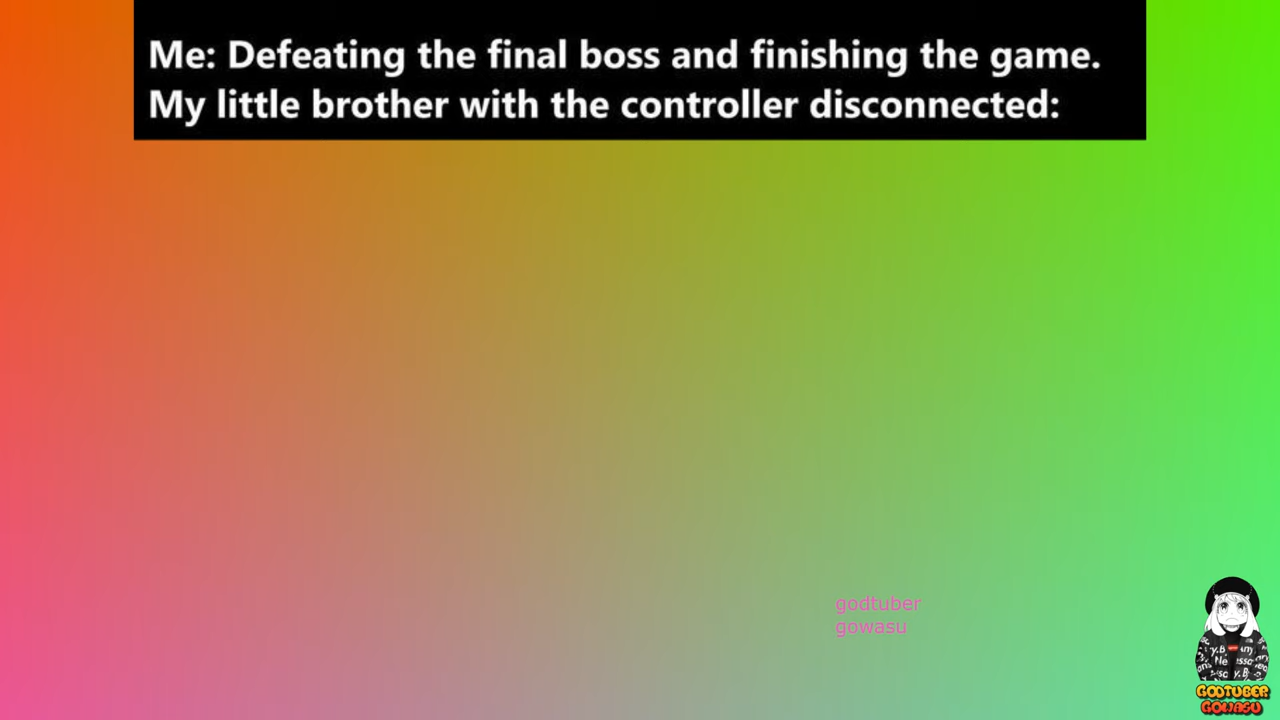 Me: Defeating the final boss and finishing the game.
My little brother with the controller disconnected:
godtuber
gowasu
GODTUBER
GOWASU